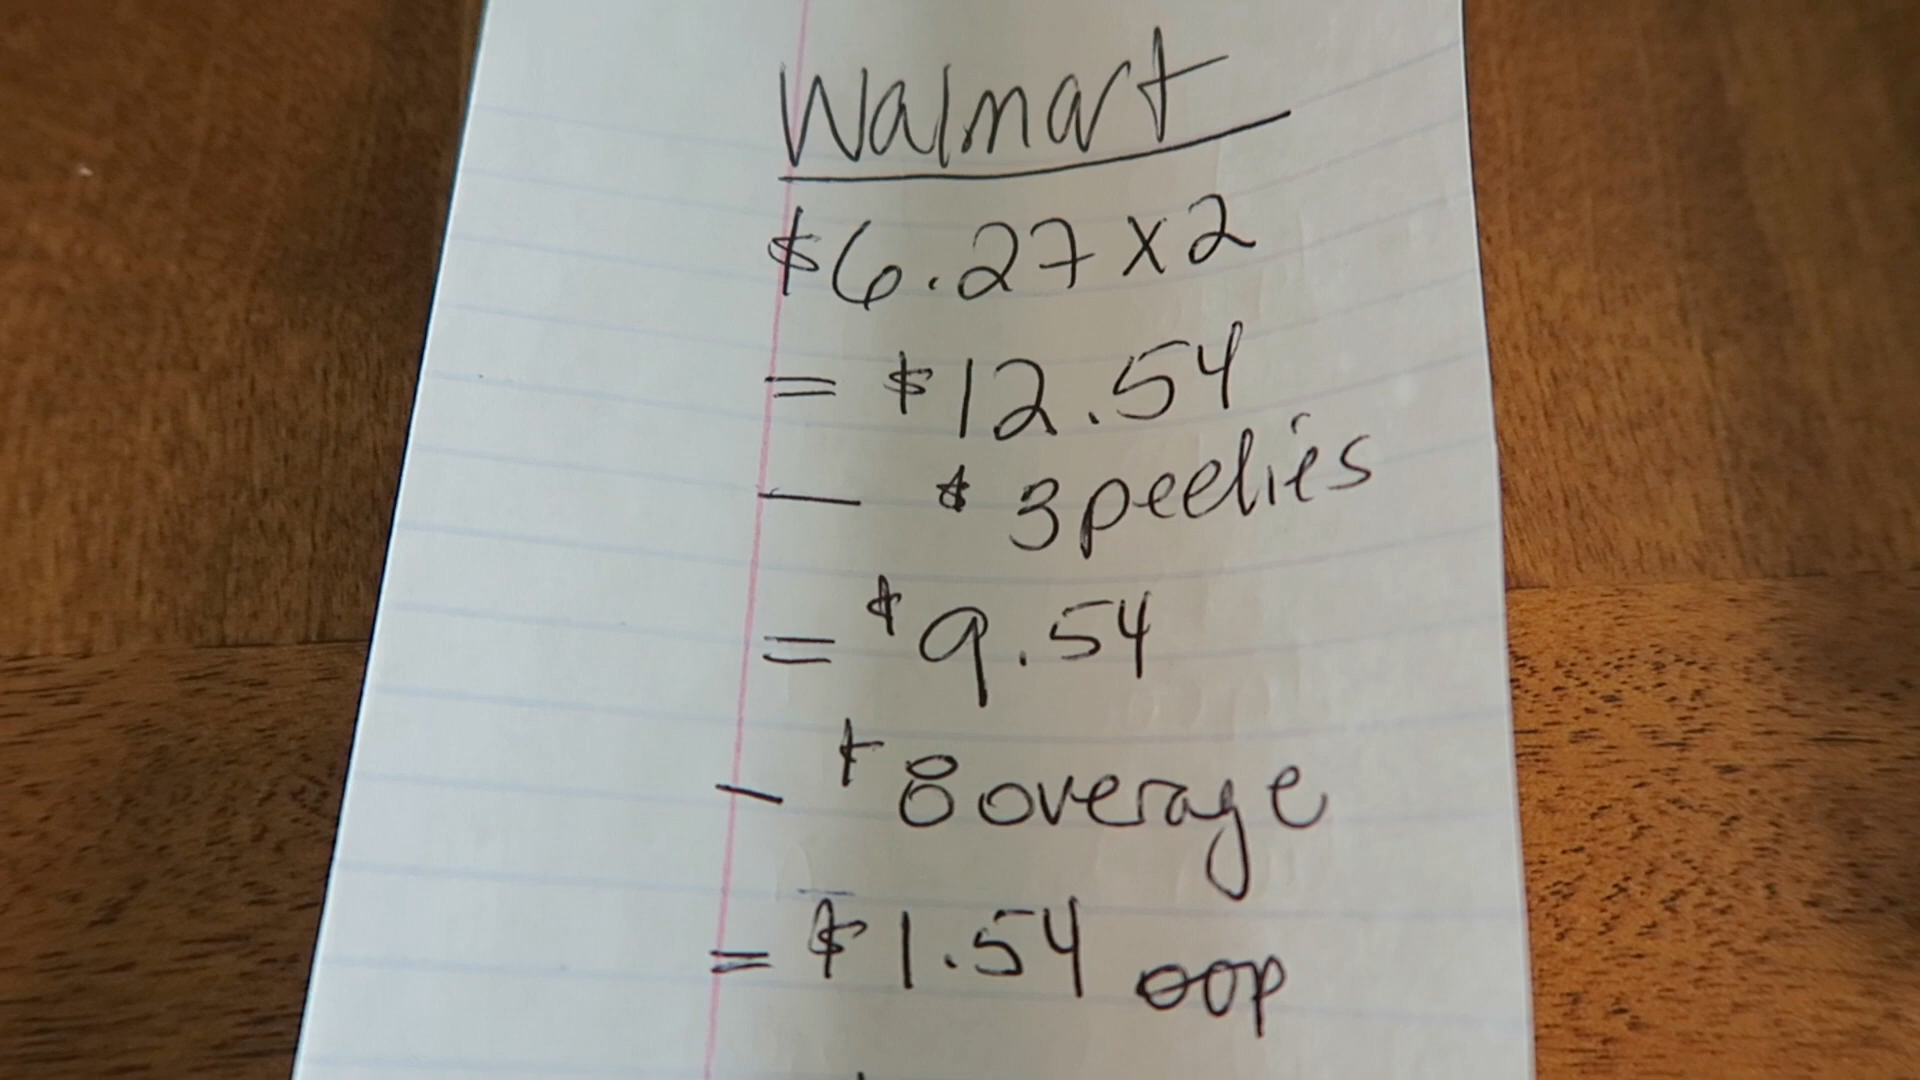 Walmart
$6.27 x 2
= $12.54
- $3 peelies
= $9.54
- $8 overage
= $1.54 oop